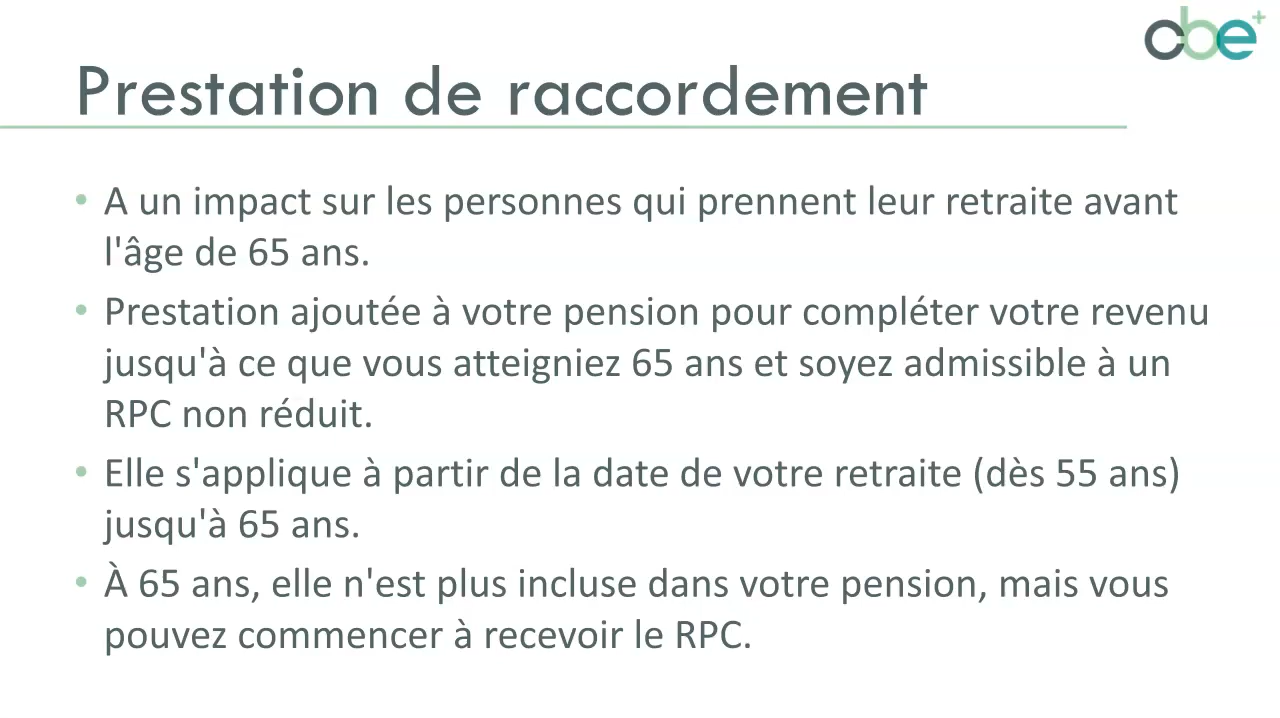 cbe+
Prestation de raccordement
• A un impact sur les personnes qui prennent leur retraite avant
l'âge de 65 ans.
• Prestation ajoutée à votre pension pour compléter votre revenu
jusqu'à ce que vous atteigniez 65 ans et soyez admissible à un
RPC non réduit.
• Elle s'applique à partir de la date de votre retraite (dès 55 ans)
jusqu'à 65 ans.
• À 65 ans, elle n'est plus incluse dans votre pension, mais vous
pouvez commencer à recevoir le RPC.